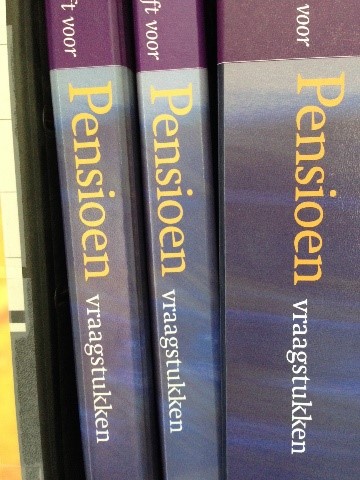 ft voor
Pensioen
vraagstukken
ft voor
Pensioen
vraagstukken
voor
Pensioen
vraagstukken